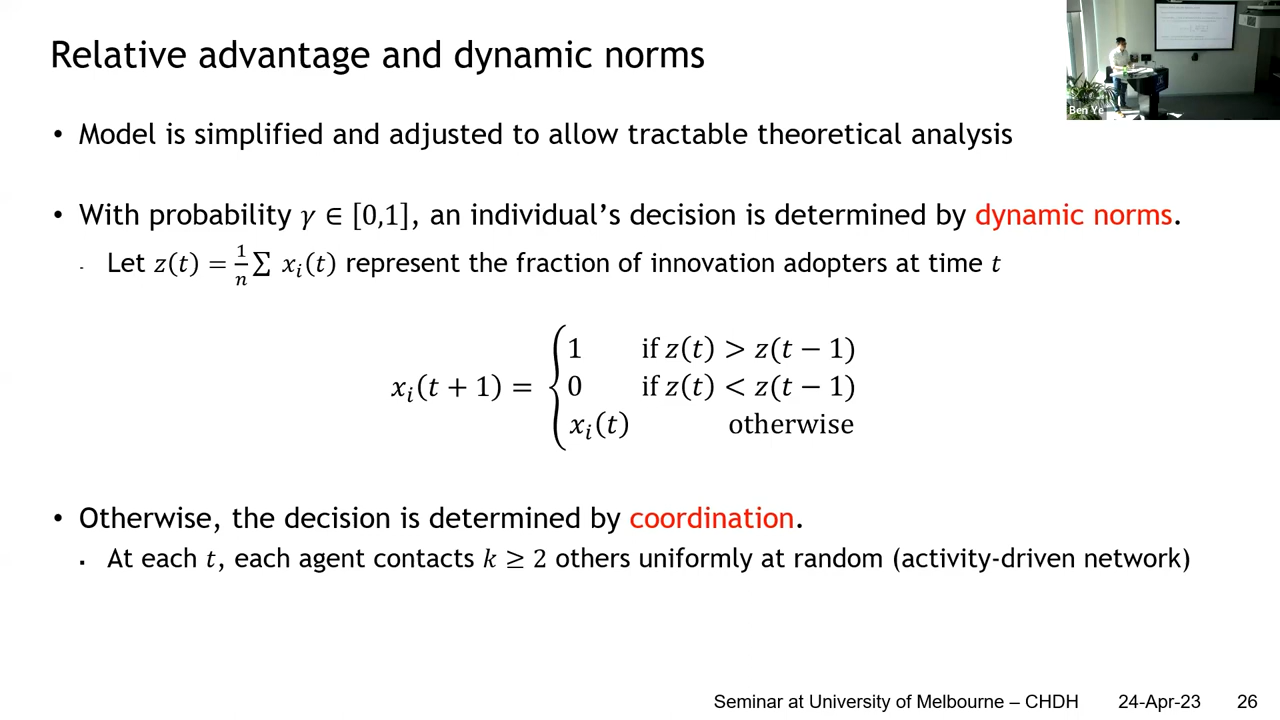 Relative advantage and dynamic norms
Ben Ye
• Model is simplified and adjusted to allow tractable theoretical analysis
• With probability 𝛾 ∈ [0,1], an individual’s decision is determined by dynamic norms.
Let 𝑧(𝑡) = 1/𝑛 ∑ 𝑥ᵢ(𝑡) represent the fraction of innovation adopters at time 𝑡
𝑥ᵢ(𝑡 + 1) = { 1 if 𝑧(𝑡) > 𝑧(𝑡 − 1)
0 if 𝑧(𝑡) < 𝑧(𝑡 − 1)
𝑥ᵢ(𝑡) otherwise
• Otherwise, the decision is determined by coordination.
▪ At each 𝑡, each agent contacts 𝑘 ≥ 2 others uniformly at random (activity-driven network)
Seminar at University of Melbourne – CHDH 24-Apr-23 26